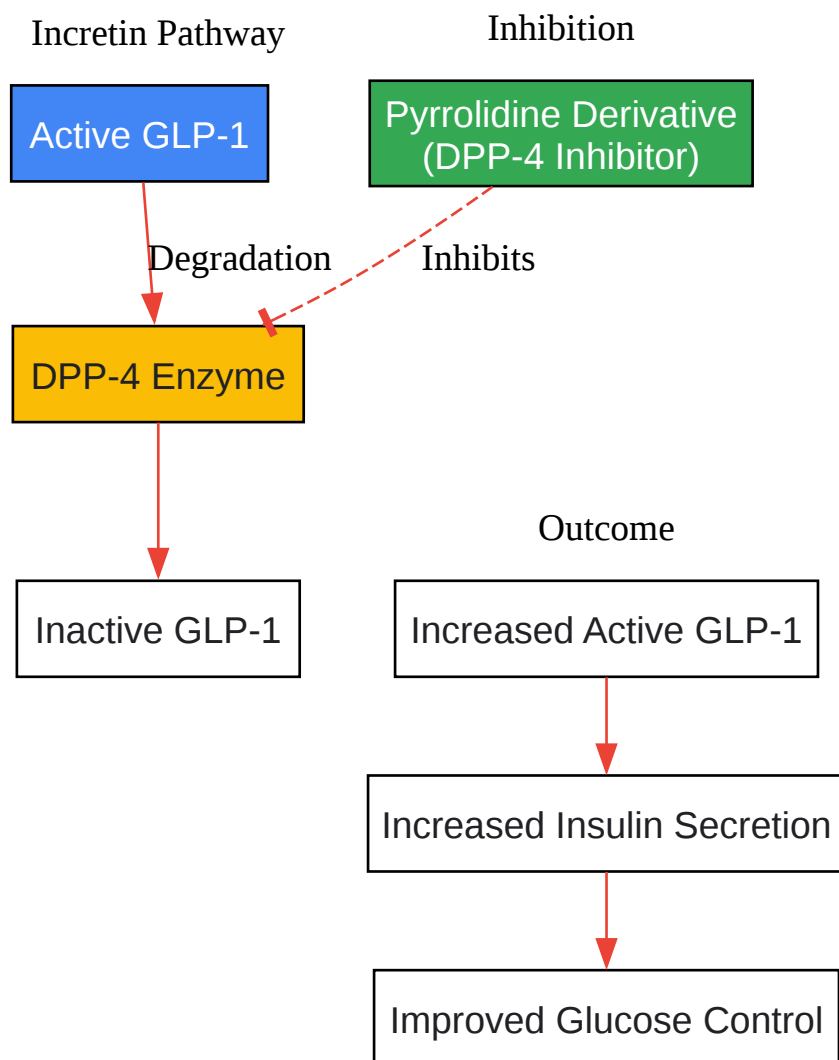 Incretin Pathway
Inhibition
Active GLP-1
Pyrrolidine Derivative
(DPP-4 Inhibitor)
Degradation
Inhibits
DPP-4 Enzyme
Outcome
Inactive GLP-1
Increased Active GLP-1
Increased Insulin Secretion
Improved Glucose Control